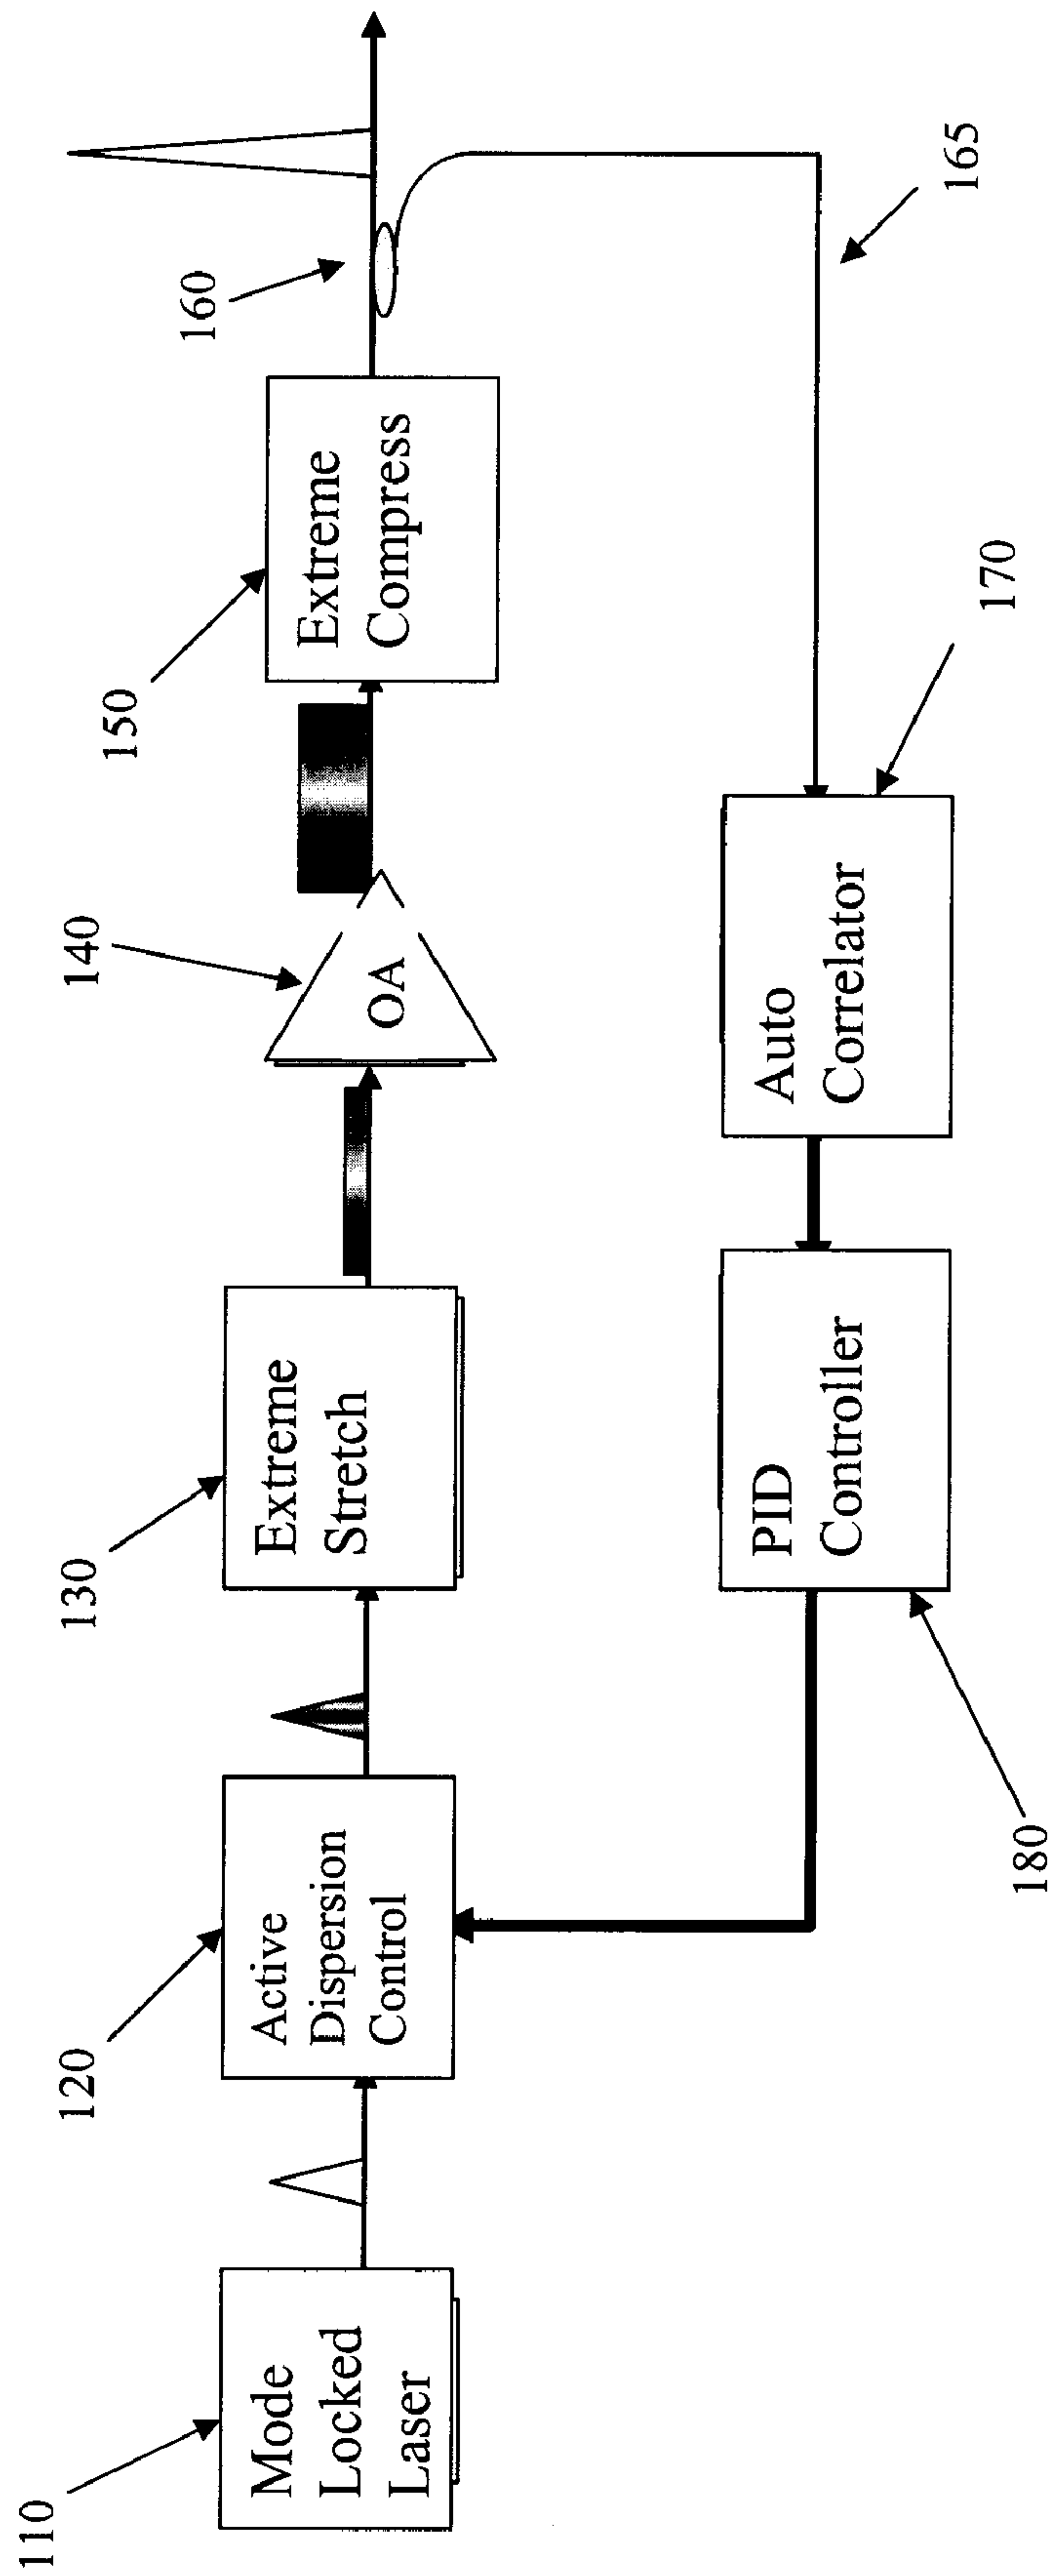 110
Mode
Locked
Laser
120
Active
Dispersion
Control
130
Extreme
Stretch
140
OA
150
Extreme
Compress
160
165
170
Auto
Correlator
180
PID
Controller